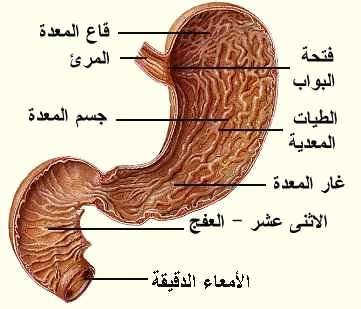 قاع المعدة
المرئ
فتحة
البواب
جسم المعدة
الطيات
المعدية
غار المعدة
الاثنى عشر - العفج
الأمعاء الدقيقة